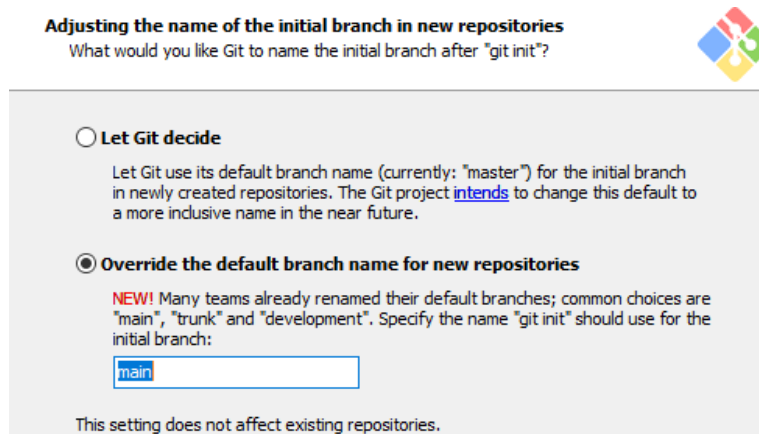 Adjusting the name of the initial branch in new repositories
What would you like Git to name the initial branch after "git init"?
Let Git decide
Let Git use its default branch name (currently: "master") for the initial branch
in newly created repositories. The Git project intends to change this default to
a more inclusive name in the near future.
Override the default branch name for new repositories
NEW! Many teams already renamed their default branches; common choices are
"main", "trunk" and "development". Specify the name "git init" should use for the
initial branch:
main
This setting does not affect existing repositories.